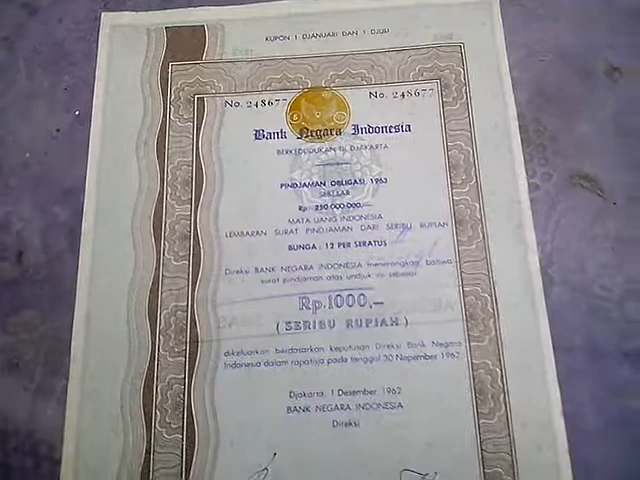 KUPON 1 DJANUARI DAN 1 DJULI
No. 248677 No. 248677
Bank Negara Indonesia
BERKEDUDUKAN DI DJAKARTA
PINDJAMAN OBLIGASI 1963
SEBESAR
Rp. 250.000.000,—
MATA UANG INDONESIA
LEMBARAN SURAT PINDJAMAN DARI SERIBU RUPIAH
BUNGA : 12 PER SERATUS
Direksi BANK NEGARA INDONESIA menerangkan, bahwa
surat pindjaman atas undjuk ini sebesar
Rp.1000,–
( SERIBU RUPIAH )
dikeluarkan berdasarkan keputusan Direksi Bank Negara
Indonesia dalam rapatnja pada tanggal 30 Nopember 1962
Djakarta, 1 Desember 1962
BANK NEGARA INDONESIA
Direksi